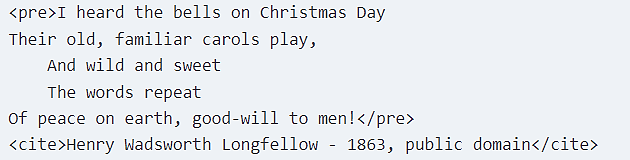 <pre>I heard the bells on Christmas Day
Their old, familiar carols play,
    And wild and sweet
    The words repeat
Of peace on earth, good-will to men!</pre>
<cite>Henry Wadsworth Longfellow - 1863, public domain</cite>